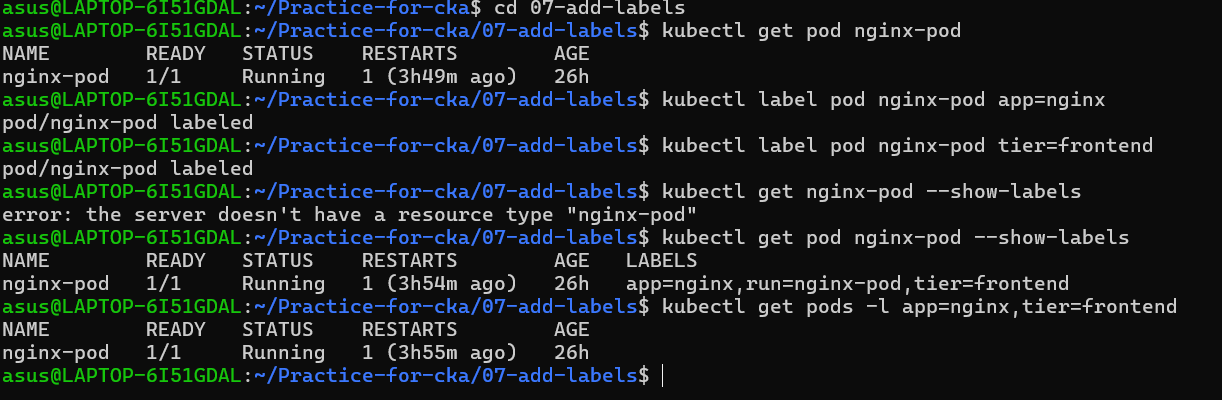 asus@LAPTOP-6I51GDAL:~/Practice-for-cka$ cd 07-add-labels
asus@LAPTOP-6I51GDAL:~/Practice-for-cka/07-add-labels$ kubectl get pod nginx-pod
NAME        READY   STATUS    RESTARTS        AGE
nginx-pod   1/1     Running   1 (3h49m ago)   26h
asus@LAPTOP-6I51GDAL:~/Practice-for-cka/07-add-labels$ kubectl label pod nginx-pod app=nginx
pod/nginx-pod labeled
asus@LAPTOP-6I51GDAL:~/Practice-for-cka/07-add-labels$ kubectl label pod nginx-pod tier=frontend
pod/nginx-pod labeled
asus@LAPTOP-6I51GDAL:~/Practice-for-cka/07-add-labels$ kubectl get nginx-pod --show-labels
error: the server doesn't have a resource type "nginx-pod"
asus@LAPTOP-6I51GDAL:~/Practice-for-cka/07-add-labels$ kubectl get pod nginx-pod --show-labels
NAME        READY   STATUS    RESTARTS        AGE   LABELS
nginx-pod   1/1     Running   1 (3h54m ago)   26h   app=nginx,run=nginx-pod,tier=frontend
asus@LAPTOP-6I51GDAL:~/Practice-for-cka/07-add-labels$ kubectl get pods -l app=nginx,tier=frontend
NAME        READY   STATUS    RESTARTS        AGE
nginx-pod   1/1     Running   1 (3h55m ago)   26h
asus@LAPTOP-6I51GDAL:~/Practice-for-cka/07-add-labels$